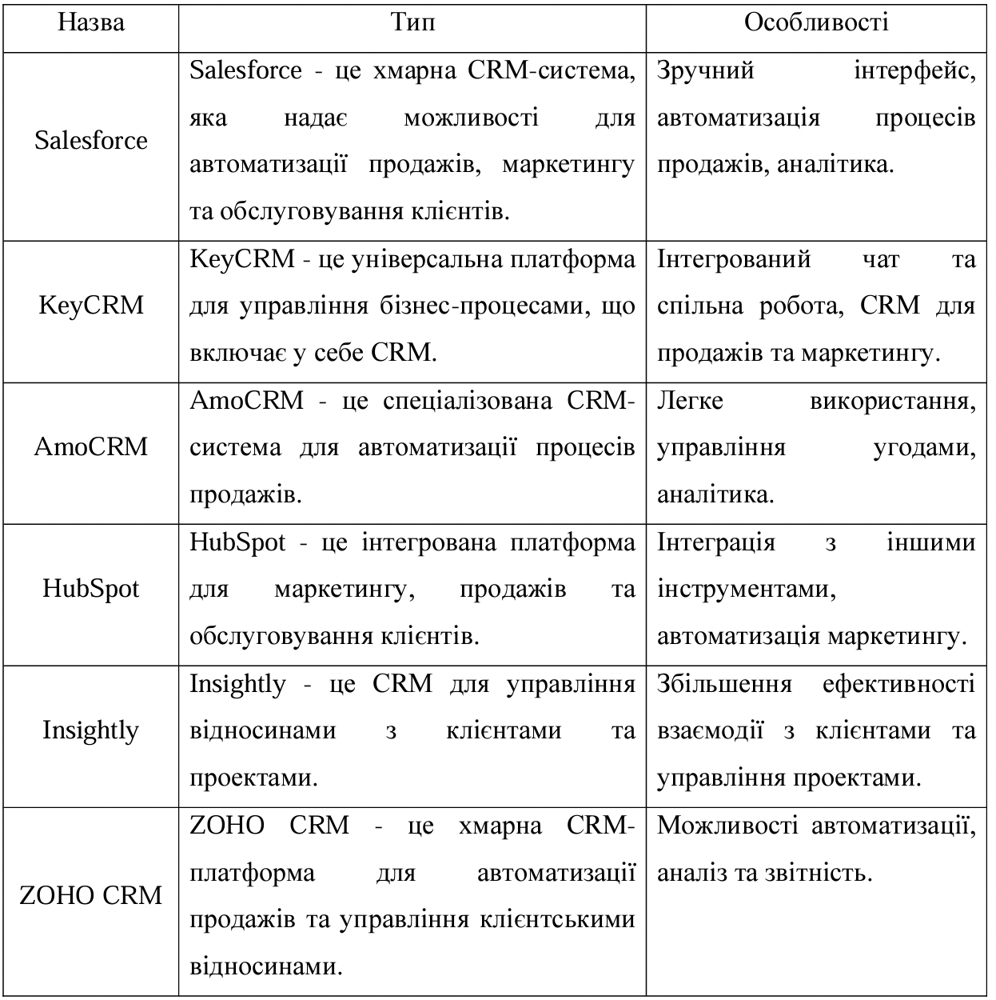 Назва
Тип
Особливості
Salesforce
Salesforce - це хмарна CRM-система,
яка надає можливості для
автоматизації продажів, маркетингу
та обслуговування клієнтів.
Зручний інтерфейс,
автоматизація процесів
продажів, аналітика.
KeyCRM
KeyCRM - це універсальна платформа
для управління бізнес-процесами, що
включає у себе CRM.
Інтегрований чат та
спільна робота, CRM для
продажів та маркетингу.
AmoCRM
AmoCRM - це спеціалізована CRM-
система для автоматизації процесів
продажів.
Легке використання,
управління угодами,
аналітика.
HubSpot
HubSpot - це інтегрована платформа
для маркетингу, продажів та
обслуговування клієнтів.
Інтеграція з іншими
інструментами,
автоматизація маркетингу.
Insightly
Insightly - це CRM для управління
відносинами з клієнтами та
проектами.
Збільшення ефективності
взаємодії з клієнтами та
управління проектами.
ZOHO CRM
ZOHO CRM - це хмарна CRM-
платформа для автоматизації
продажів та управління клієнтськими
відносинами.
Можливості автоматизації,
аналіз та звітність.